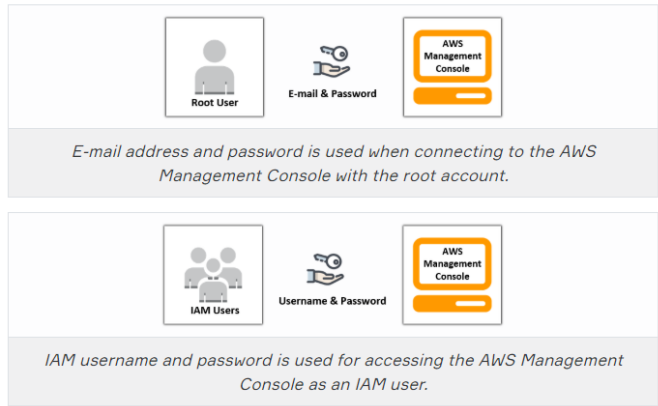 AWS
Management
Console
Root User
E-mail & Password
E-mail address and password is used when connecting to the AWS
Management Console with the root account.
AWS
Management
Console
IAM Users
Username & Password
IAM username and password is used for accessing the AWS Management
Console as an IAM user.